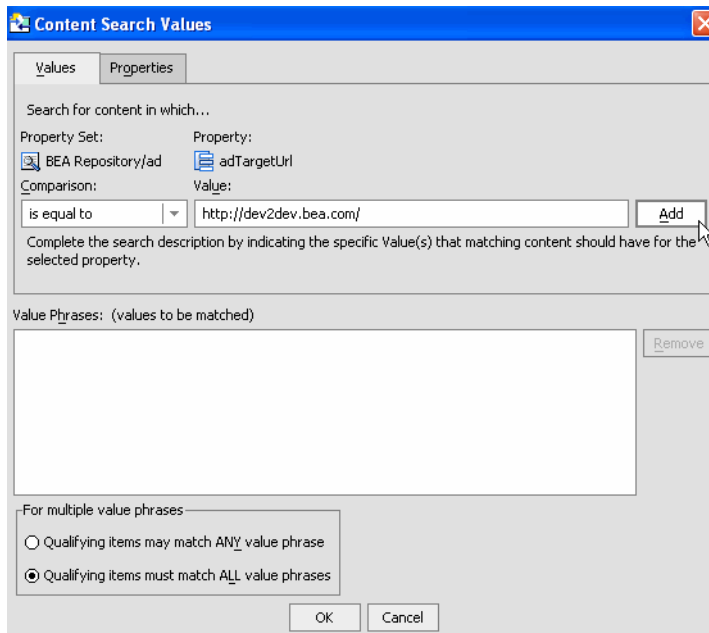 Content Search Values
Values Properties
Search for content in which...
Property Set: Property:
BEA Repository/ad adTargetUrl
Comparison: Value:
is equal to http://dev2dev.bea.com/ Add
Complete the search description by indicating the specific Value(s) that matching content should have for the
selected property.
Value Phrases: (values to be matched)
Remove
For multiple value phrases
Qualifying items may match ANY value phrase
Qualifying items must match ALL value phrases
OK Cancel